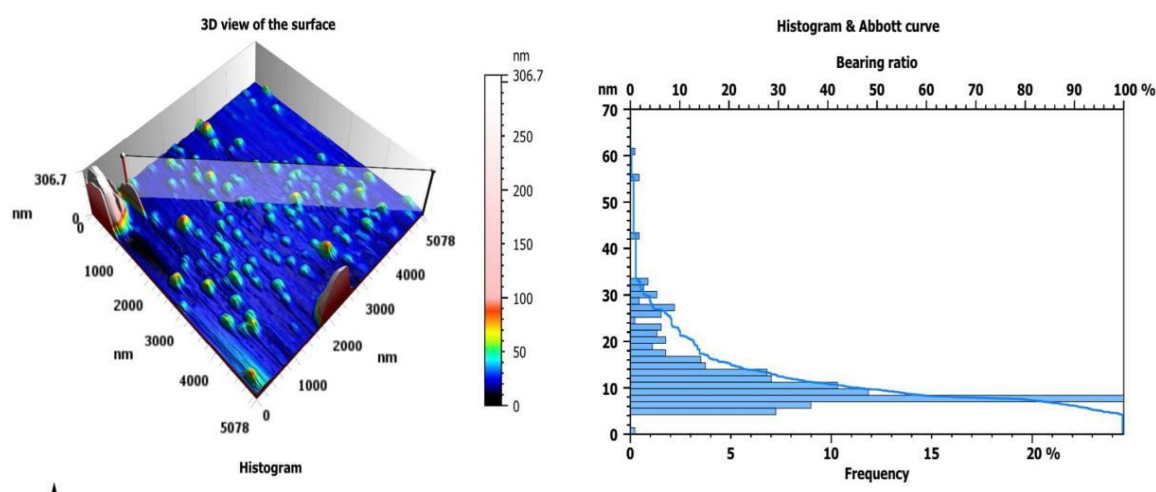 3D view of the surface
306.7
nm
0
0
1000
2000
3000
4000
5078
nm
0
1000
2000
3000
4000
5078
nm
nm
306.7
250
200
150
100
50
0
Histogram
Histogram & Abbott curve
Bearing ratio
nm
0 10 20 30 40 50 60 70 80 90 100 %
70
60
50
40
30
20
10
0
0 5 10 15 20 %
Frequency